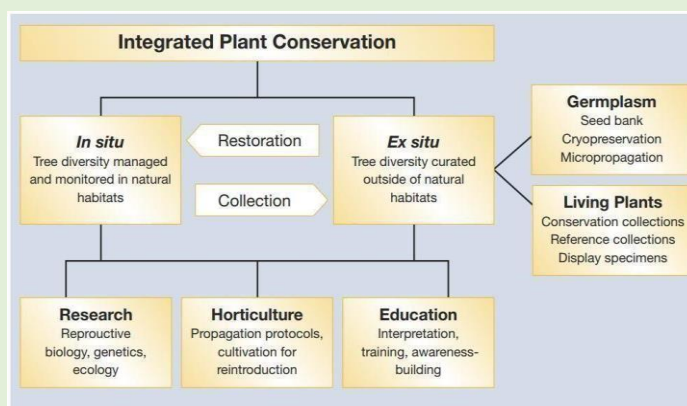 Integrated Plant Conservation
In situ
Tree diversity managed
and monitored in natural
habitats
Restoration
Collection
Ex situ
Tree diversity curated
outside of natural
habitats
Germplasm
Seed bank
Cryopreservation
Micropropagation
Living Plants
Conservation collections
Reference collections
Display specimens
Research
Reprouctive
biology, genetics,
ecology
Horticulture
Propagation protocols,
cultivation for
reintroduction
Education
Interpretation,
training, awareness-
building